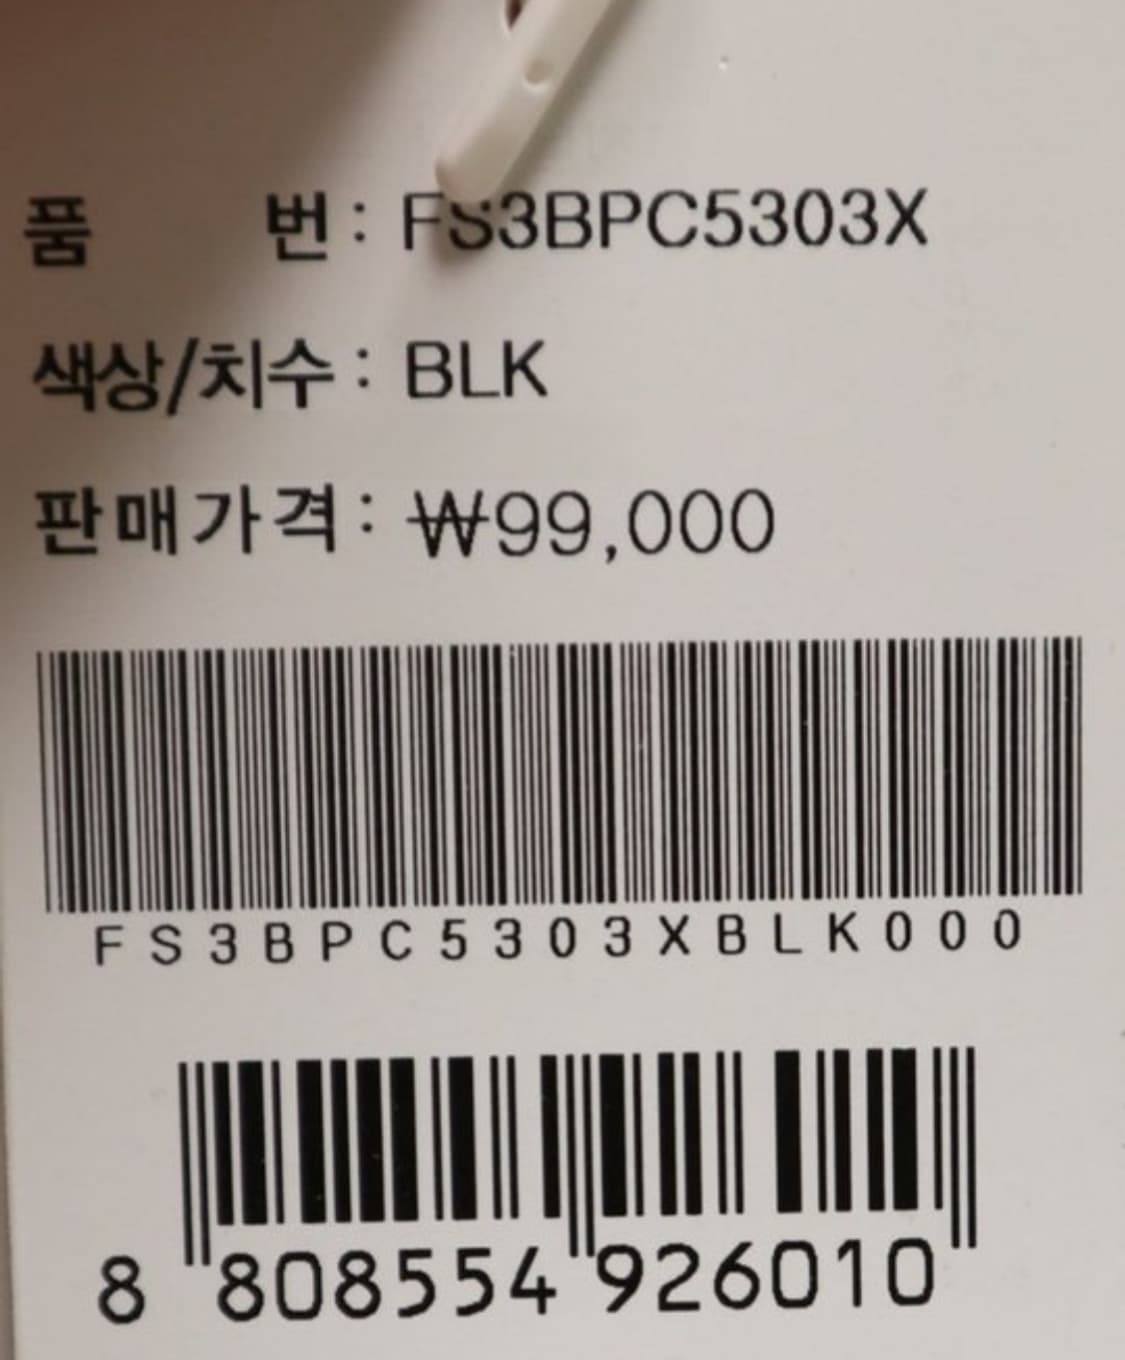 품 번 : FS3BPC5303X
색상/치수 : BLK
판매가격 : ₩99,000
FS3BPC5303XBLK000
8 808554 926010